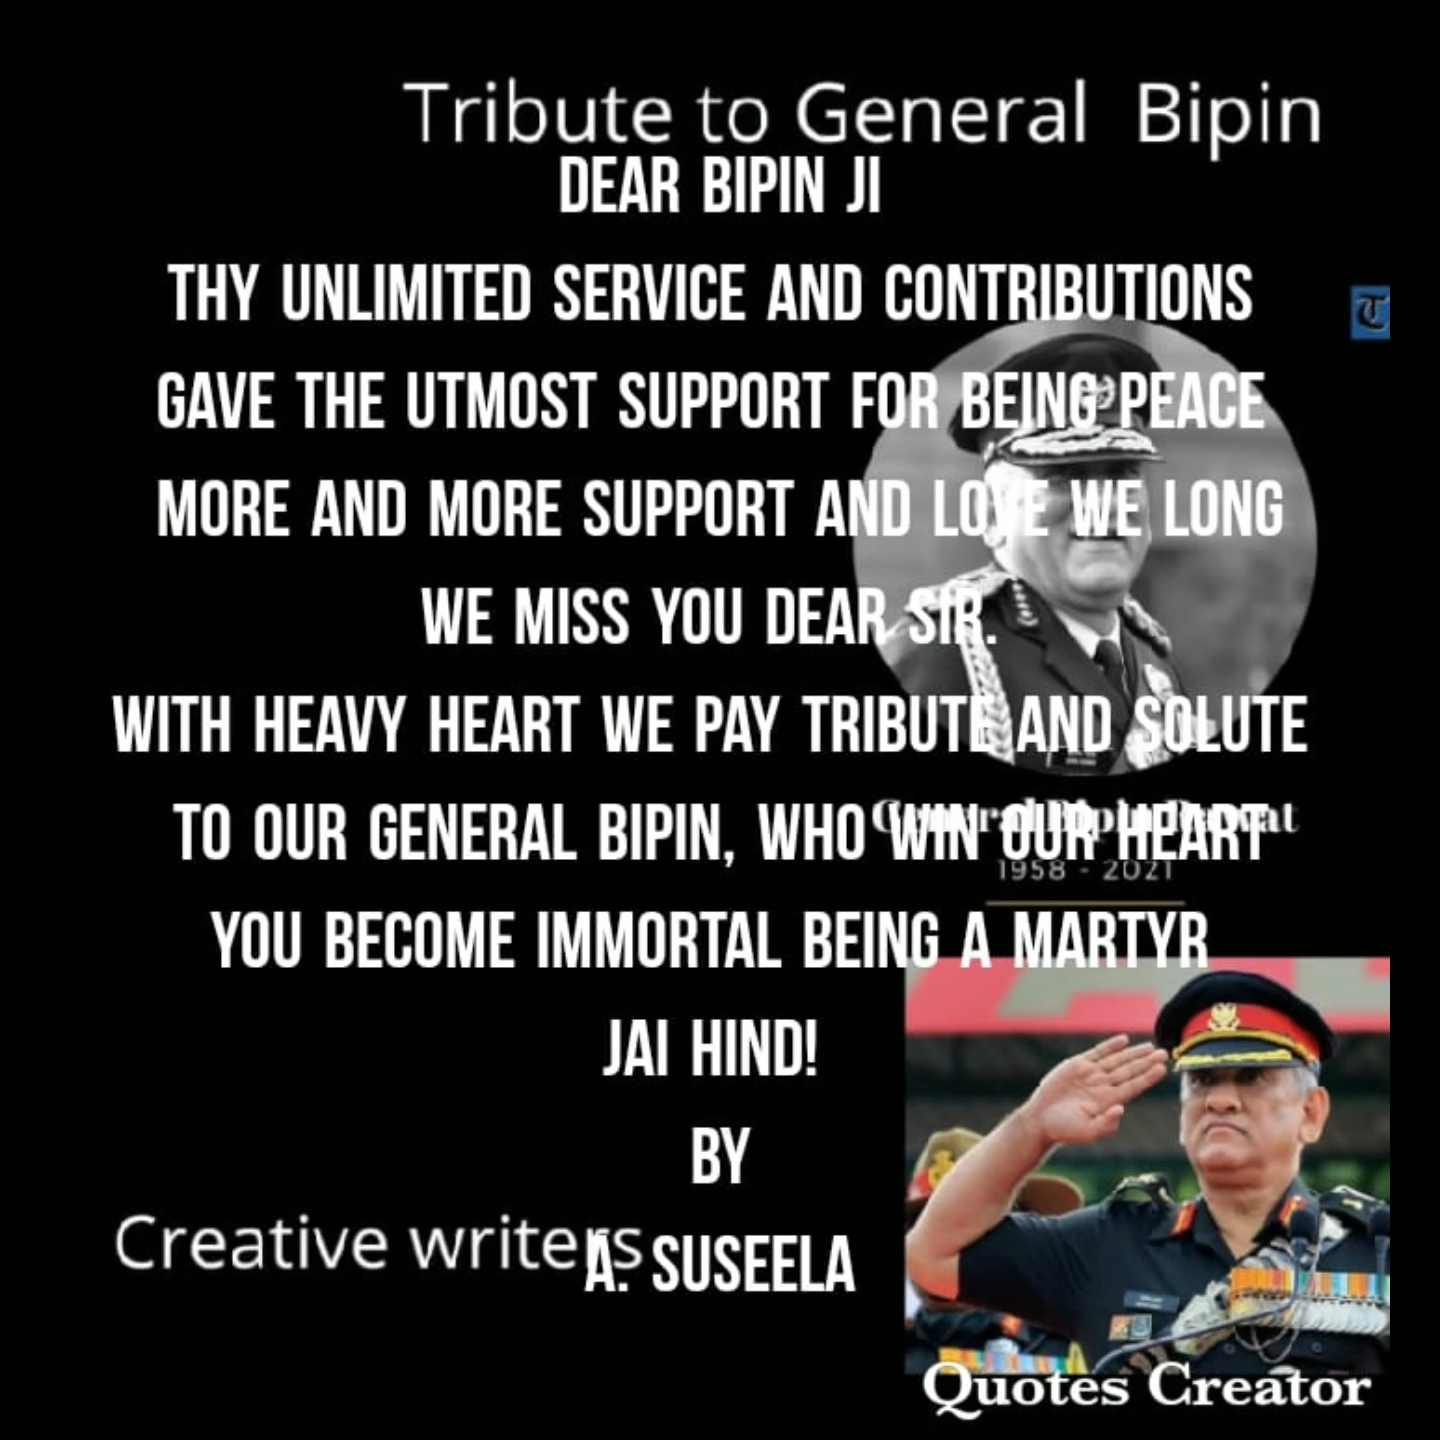 Tribute to General Bipin
DEAR BIPIN JI
THY UNLIMITED SERVICE AND CONTRIBUTIONS
T
GAVE THE UTMOST SUPPORT FOR BEING PEACE
MORE AND MORE SUPPORT AND LOVE WE LONG
WE MISS YOU DEAR SIR.
WITH HEAVY HEART WE PAY TRIBUTE AND SOLUTE
TO OUR GENERAL BIPIN, WHO WIN OUR HEART
General Bipin Rawat
1958 - 2021
YOU BECOME IMMORTAL BEING A MARTYR
JAI HIND!
BY
Creative writers
A. SUSEELA
Quotes Creator